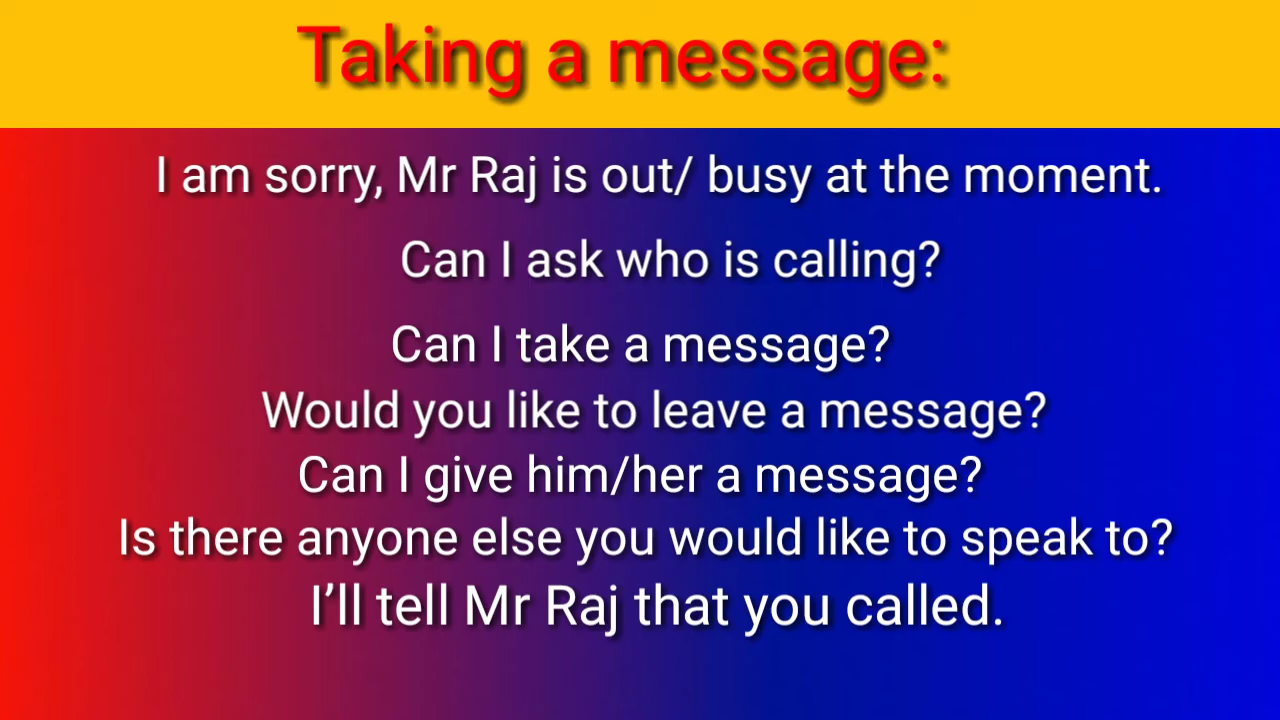 Taking a message:
I am sorry, Mr Raj is out/ busy at the moment.
Can I ask who is calling?
Can I take a message?
Would you like to leave a message?
Can I give him/her a message?
Is there anyone else you would like to speak to?
I’ll tell Mr Raj that you called.